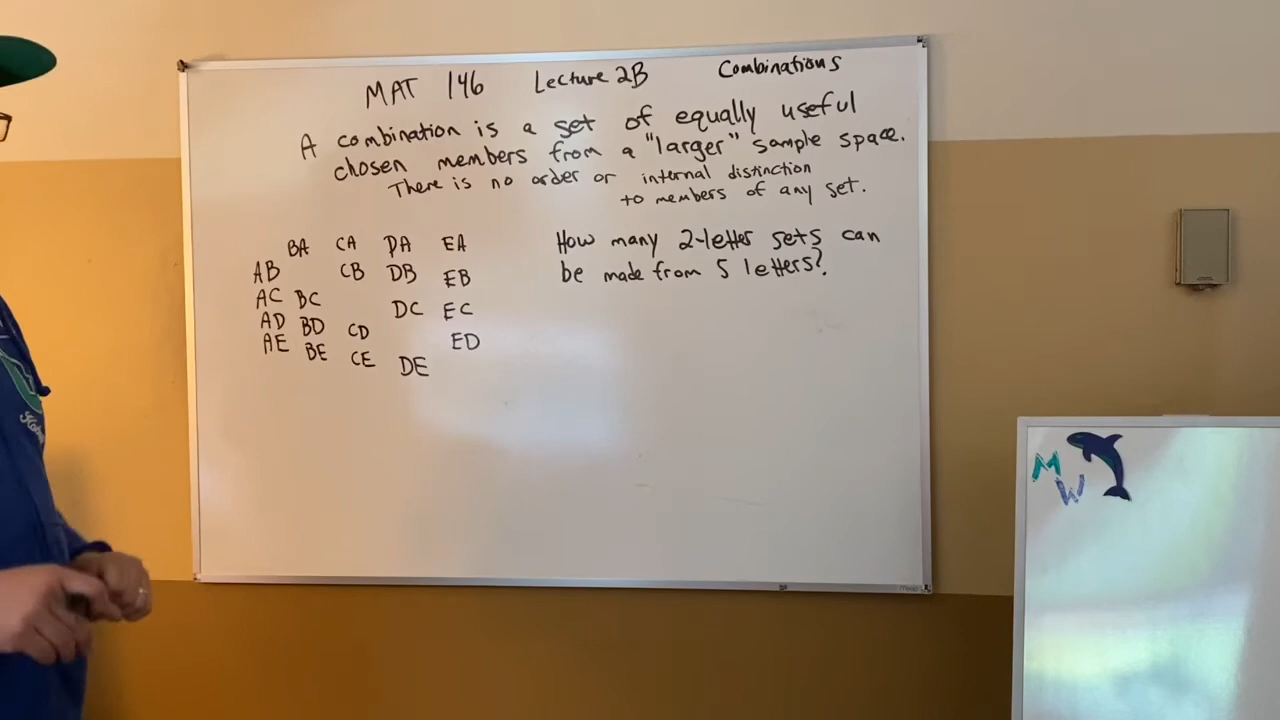 MAT 146 Lecture 2B Combinations
A combination is a set of equally useful
chosen members from a "larger" sample space.
There is no order or internal distinction
to members of any set.
BA CA DA EA
AB CB DB EB
AC BC DC EC
AD BD CD ED
AE BE CE DE
How many 2-letter sets can
be made from 5 letters?
M
W